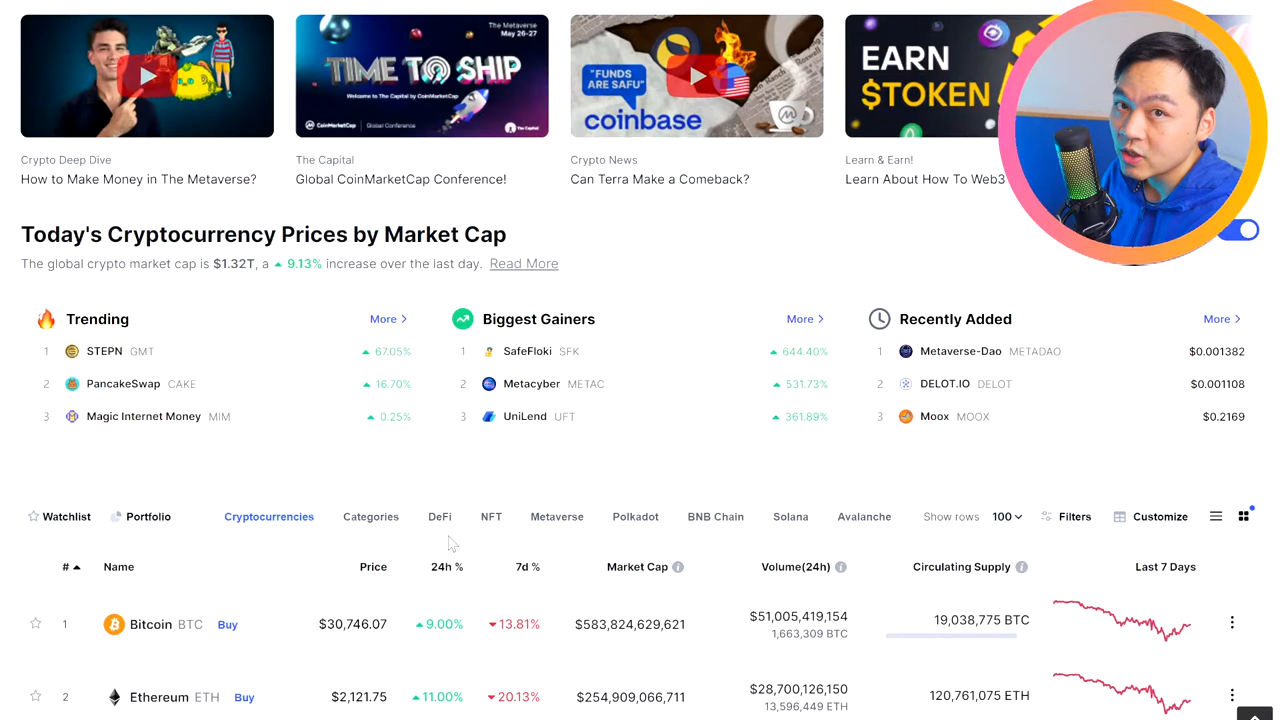 The Metaverse
May 26-27
TIME TO SHIP
Welcome to The Capital by CoinMarketCap
CoinMarketCap | Global Conference
The Capital
"FUNDS ARE SAFU"
coinbase
EARN
$TOKEN
Crypto Deep Dive
How to Make Money in The Metaverse?
The Capital
Global CoinMarketCap Conference!
Crypto News
Can Terra Make a Comeback?
Learn & Earn!
Learn About How To Web3
Today's Cryptocurrency Prices by Market Cap
The global crypto market cap is $1.32T, a ▲ 9.13% increase over the last day. Read More
Trending More >
1 STEPN GMT ▲ 67.05%
2 PancakeSwap CAKE ▲ 16.70%
3 Magic Internet Money MIM ▲ 0.25%
Biggest Gainers More >
1 SafeFloki SFK ▲ 644.40%
2 Metacyber METAC ▲ 531.73%
3 UniLend UFT ▲ 361.89%
Recently Added More >
1 Metaverse-Dao METADAO $0.001382
2 DELOT.IO DELOT $0.001108
3 Moox MOOX $0.2169
Watchlist Portfolio Cryptocurrencies Categories DeFi NFT Metaverse Polkadot BNB Chain Solana Avalanche Show rows 100 Filters Customize
# ▲ Name Price 24h % 7d % Market Cap Volume(24h) Circulating Supply Last 7 Days
1 Bitcoin BTC Buy $30,746.07 ▲ 9.00% ▼ 13.81% $583,824,629,621 $51,005,419,154 19,038,775 BTC
1,663,309 BTC
2 Ethereum ETH Buy $2,121.75 ▲ 11.00% ▼ 20.13% $254,909,066,711 $28,700,126,150 120,761,075 ETH
13,596,449 ETH